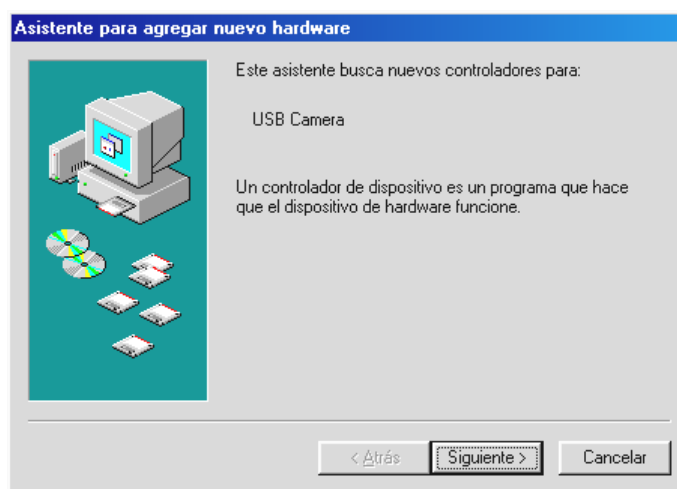 Asistente para agregar nuevo hardware
Este asistente busca nuevos controladores para:
USB Camera
Un controlador de dispositivo es un programa que hace
que el dispositivo de hardware funcione.
< Atrás
Siguiente >
Cancelar